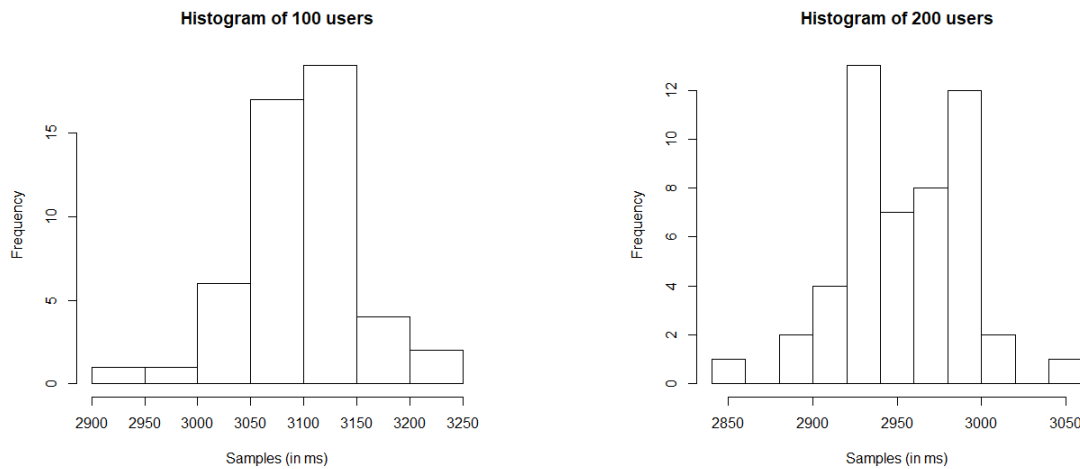 Histogram of 100 users
Frequency
0
5
10
15
2900 2950 3000 3050 3100 3150 3200 3250
Samples (in ms)
Histogram of 200 users
Frequency
0
2
4
6
8
10
12
2850 2900 2950 3000 3050
Samples (in ms)